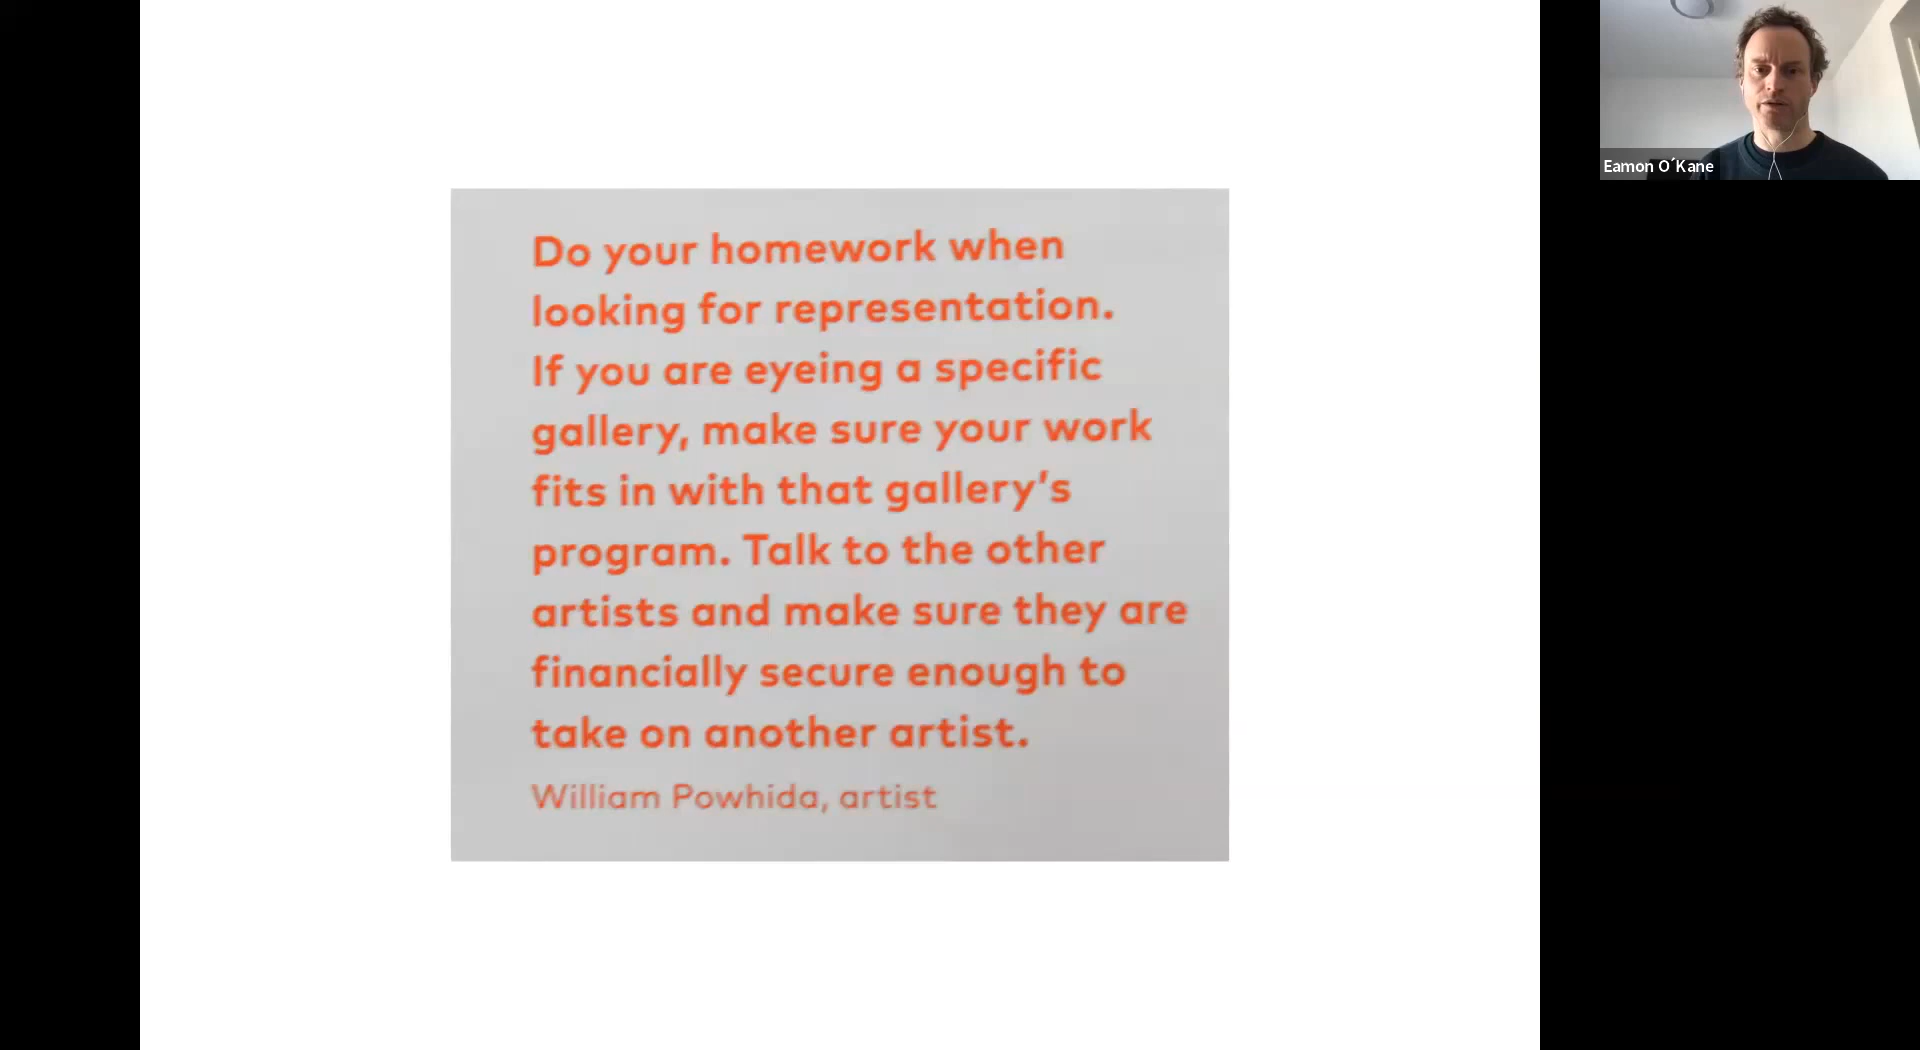 Do your homework when
looking for representation.
If you are eyeing a specific
gallery, make sure your work
fits in with that gallery's
program. Talk to the other
artists and make sure they are
financially secure enough to
take on another artist.
William Powhida, artist
Eamon O´Kane